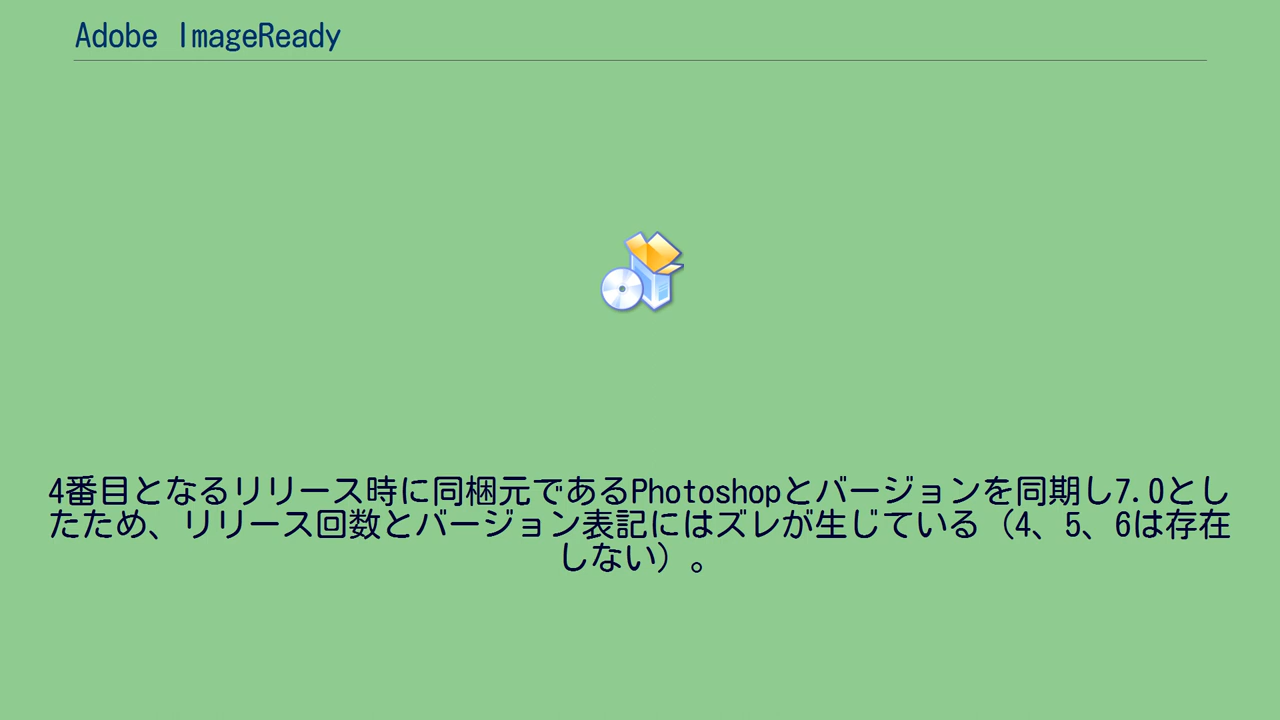 Adobe ImageReady
4番目となるリリース時に同梱元であるPhotoshopとバージョンを同期し7.0とし
たため、リリース回数とバージョン表記にはズレが生じている（4、5、6は存在
しない）。